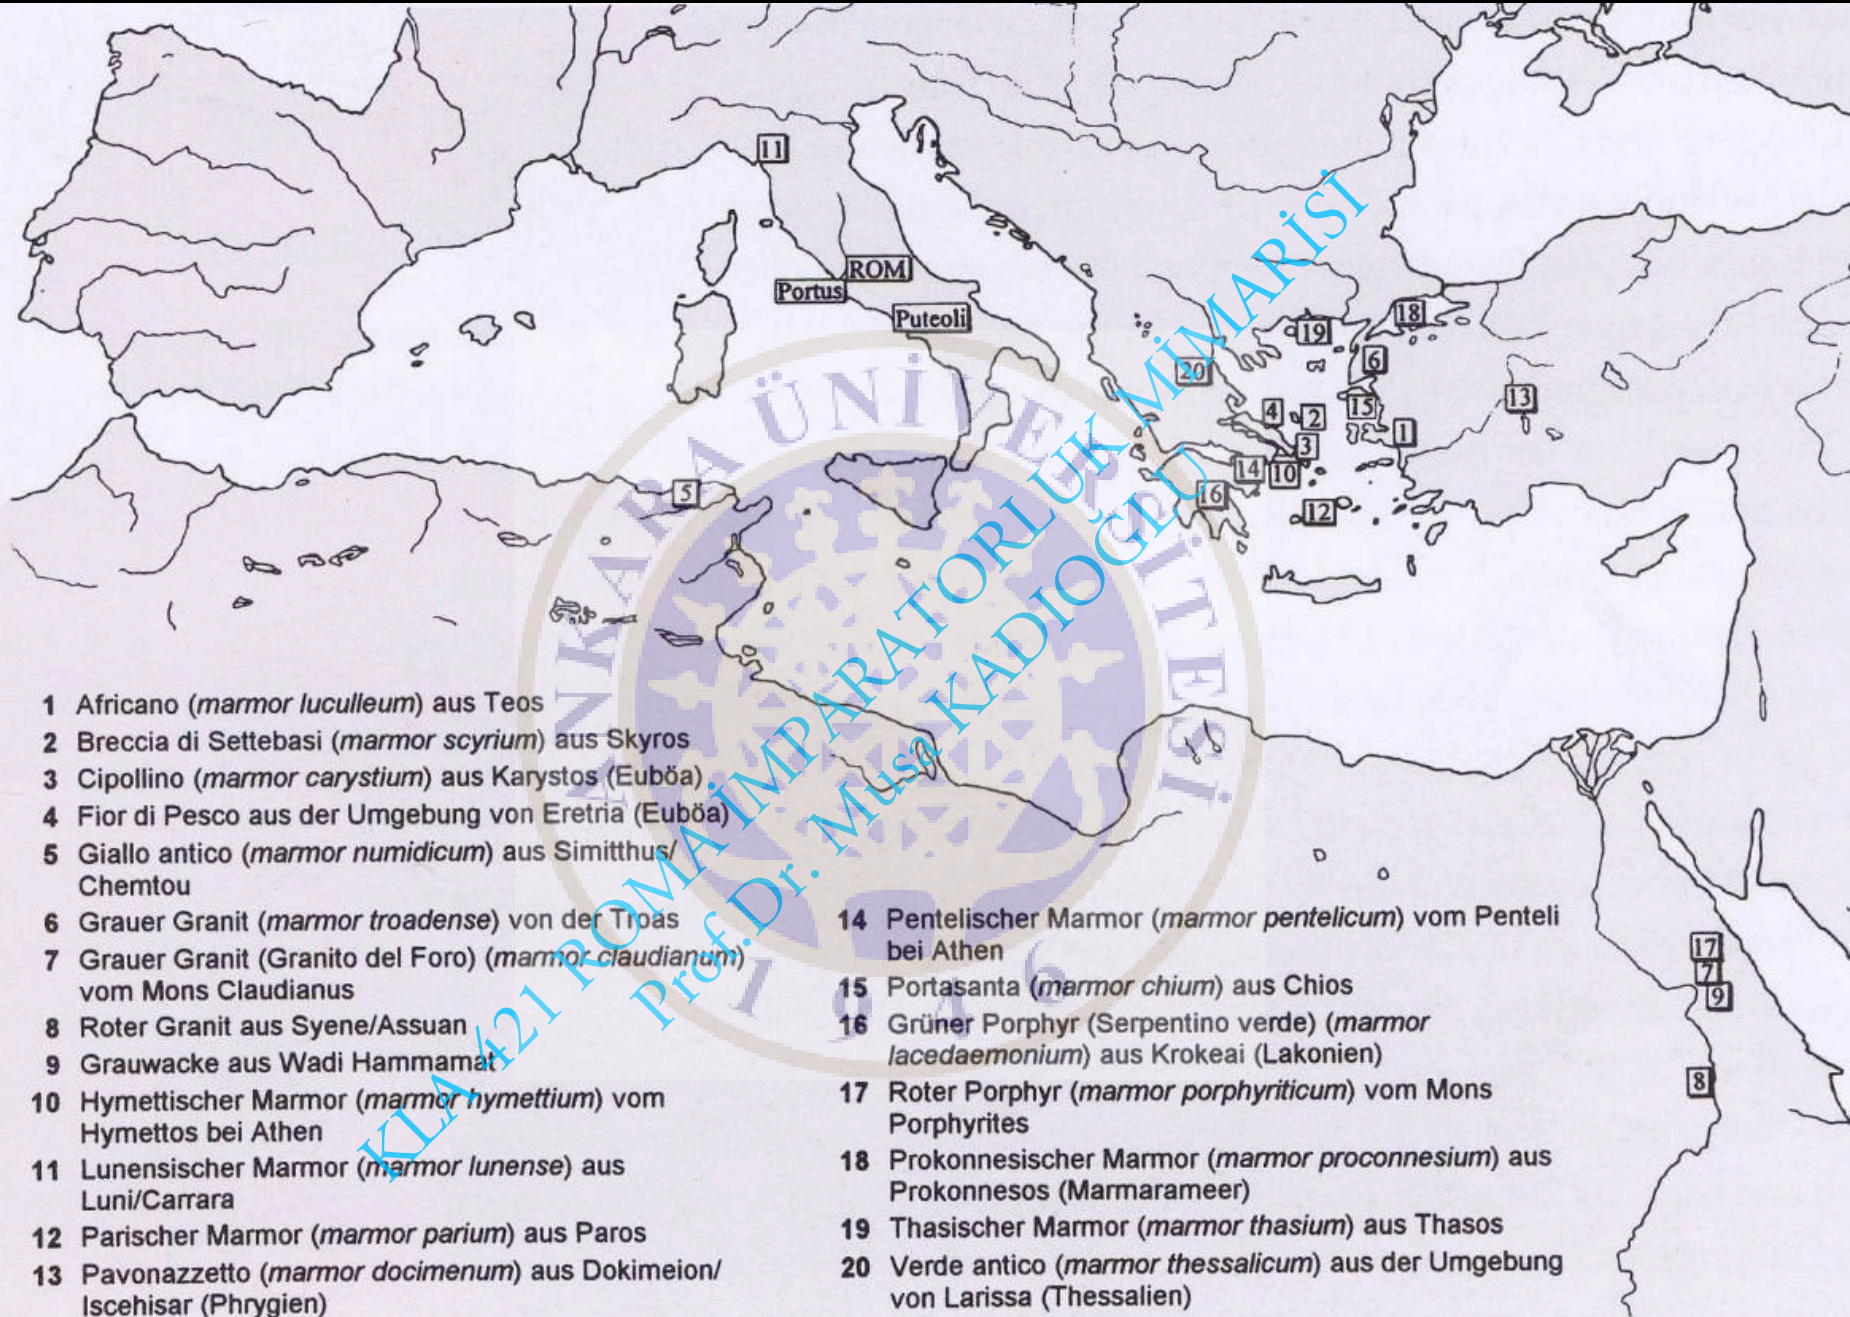 11
ROM
Portus
Puteoli
18
19
6
20
13
4
15
2
1
3
14
10
5
16
12
17
7
9
8
1 Africano (marmor luculleum) aus Teos
2 Breccia di Settebasi (marmor scyrium) aus Skyros
3 Cipollino (marmor carystium) aus Karystos (Euböa)
4 Fior di Pesco aus der Umgebung von Eretria (Euböa)
5 Giallo antico (marmor numidicum) aus Simitthus/
Chemtou
6 Grauer Granit (marmor troadense) von der Troas
7 Grauer Granit (Granito del Foro) (marmor claudianum)
vom Mons Claudianus
8 Roter Granit aus Syene/Assuan
9 Grauwacke aus Wadi Hammamat
10 Hymettischer Marmor (marmor hymettium) vom
Hymettos bei Athen
11 Lunensischer Marmor (marmor lunense) aus
Luni/Carrara
12 Parischer Marmor (marmor parium) aus Paros
13 Pavonazzetto (marmor docimenum) aus Dokimeion/
Iscehisar (Phrygien)
14 Pentelischer Marmor (marmor pentelicum) vom Penteli
bei Athen
15 Portasanta (marmor chium) aus Chios
16 Grüner Porphyr (Serpentino verde) (marmor
lacedaemonium) aus Krokeai (Lakonien)
17 Roter Porphyr (marmor porphyriticum) vom Mons
Porphyrites
18 Prokonnesischer Marmor (marmor proconnesium) aus
Prokonnesos (Marmarameer)
19 Thasischer Marmor (marmor thasium) aus Thasos
20 Verde antico (marmor thessalicum) aus der Umgebung
von Larissa (Thessalien)
KLA 421 ROMA İMPARATORLUK MİMARİSİ
Prof.Dr. Musa KADIOĞLU
ANKARA ÜNİVERSİTESİ
1946